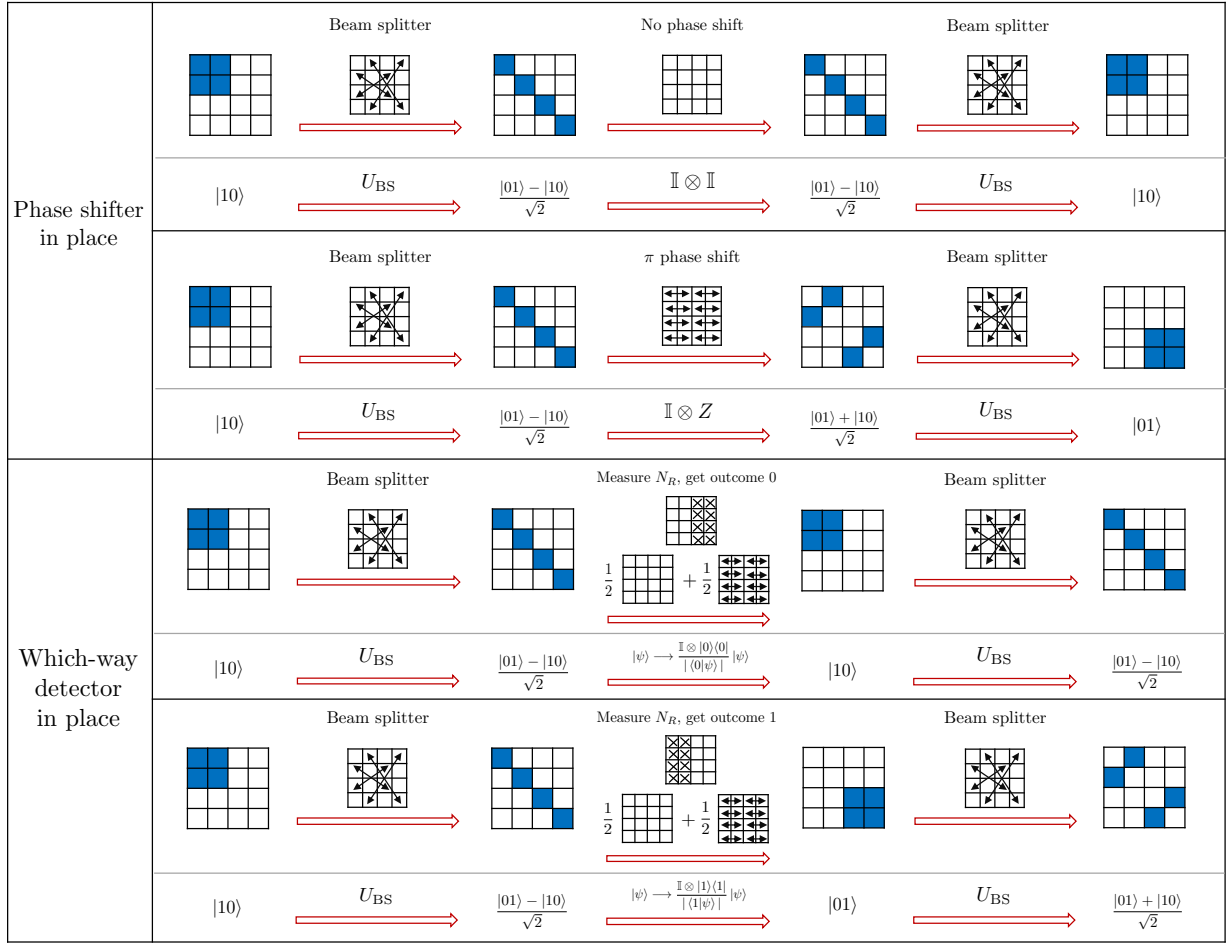 Phase shifter
in place
Beam splitter No phase shift Beam splitter
|10⟩ U_BS (|01⟩ − |10⟩)/√2 𝕀 ⊗ 𝕀 (|01⟩ − |10⟩)/√2 U_BS |10⟩
Beam splitter π phase shift Beam splitter
|10⟩ U_BS (|01⟩ − |10⟩)/√2 𝕀 ⊗ Z (|01⟩ + |10⟩)/√2 U_BS |01⟩
Which-way
detector
in place
Beam splitter Measure N_R, get outcome 0 Beam splitter
1/2 + 1/2
|10⟩ U_BS (|01⟩ − |10⟩)/√2 |ψ⟩ ⟶ (𝕀 ⊗ |0⟩⟨0|)/(|⟨0|ψ⟩|) |ψ⟩ |10⟩ U_BS (|01⟩ − |10⟩)/√2
Beam splitter Measure N_R, get outcome 1 Beam splitter
1/2 + 1/2
|10⟩ U_BS (|01⟩ − |10⟩)/√2 |ψ⟩ ⟶ (𝕀 ⊗ |1⟩⟨1|)/(|⟨1|ψ⟩|) |ψ⟩ |01⟩ U_BS (|01⟩ + |10⟩)/√2